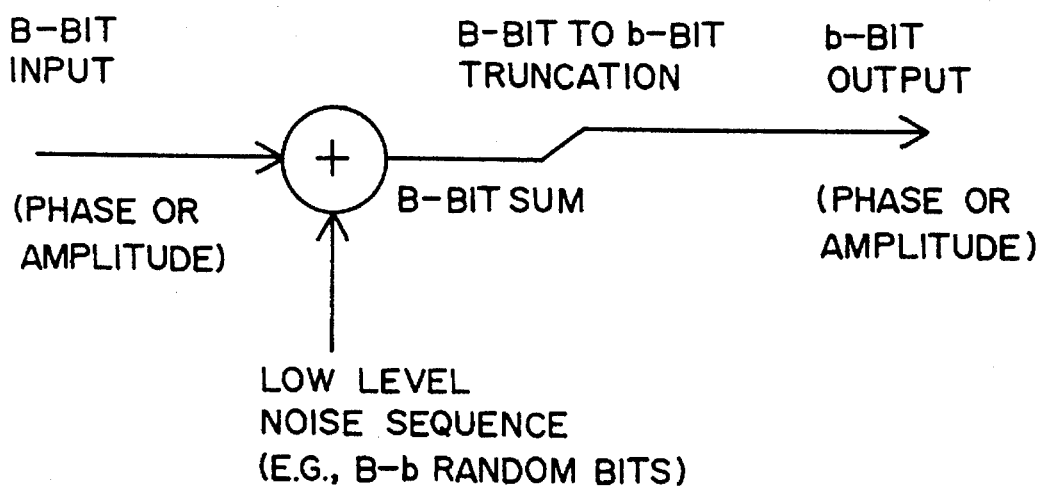 B-BIT
INPUT
B-BIT TO b-BIT
TRUNCATION
b-BIT
OUTPUT
+
(PHASE OR
AMPLITUDE)
B-BIT SUM
(PHASE OR
AMPLITUDE)
LOW LEVEL
NOISE SEQUENCE
(E.G., B-b RANDOM BITS)